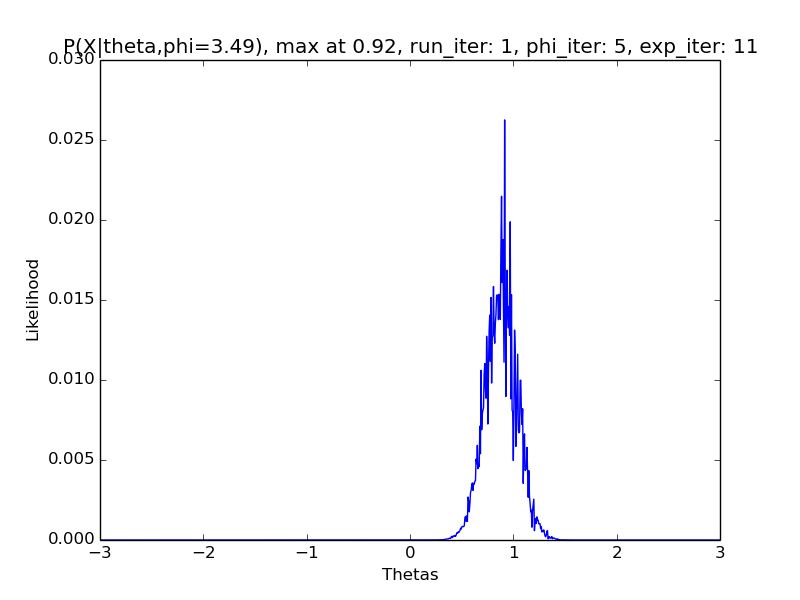 P(X|theta,phi=3.49), max at 0.92, run_iter: 1, phi_iter: 5, exp_iter: 11
0.030
0.025
0.020
0.015
0.010
0.005
0.000
Likelihood
−3 −2 −1 0 1 2 3
Thetas